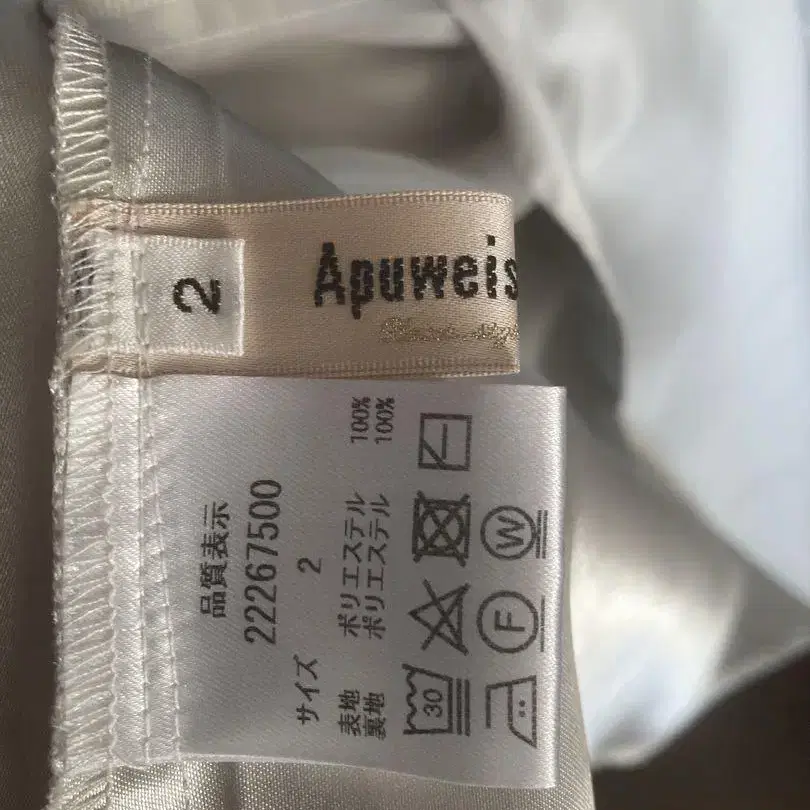 Apuweis
2
品質表示
22267500
サイズ 2
表地 ポリエステル 100%
裏地 ポリエステル 100%
30
W
F